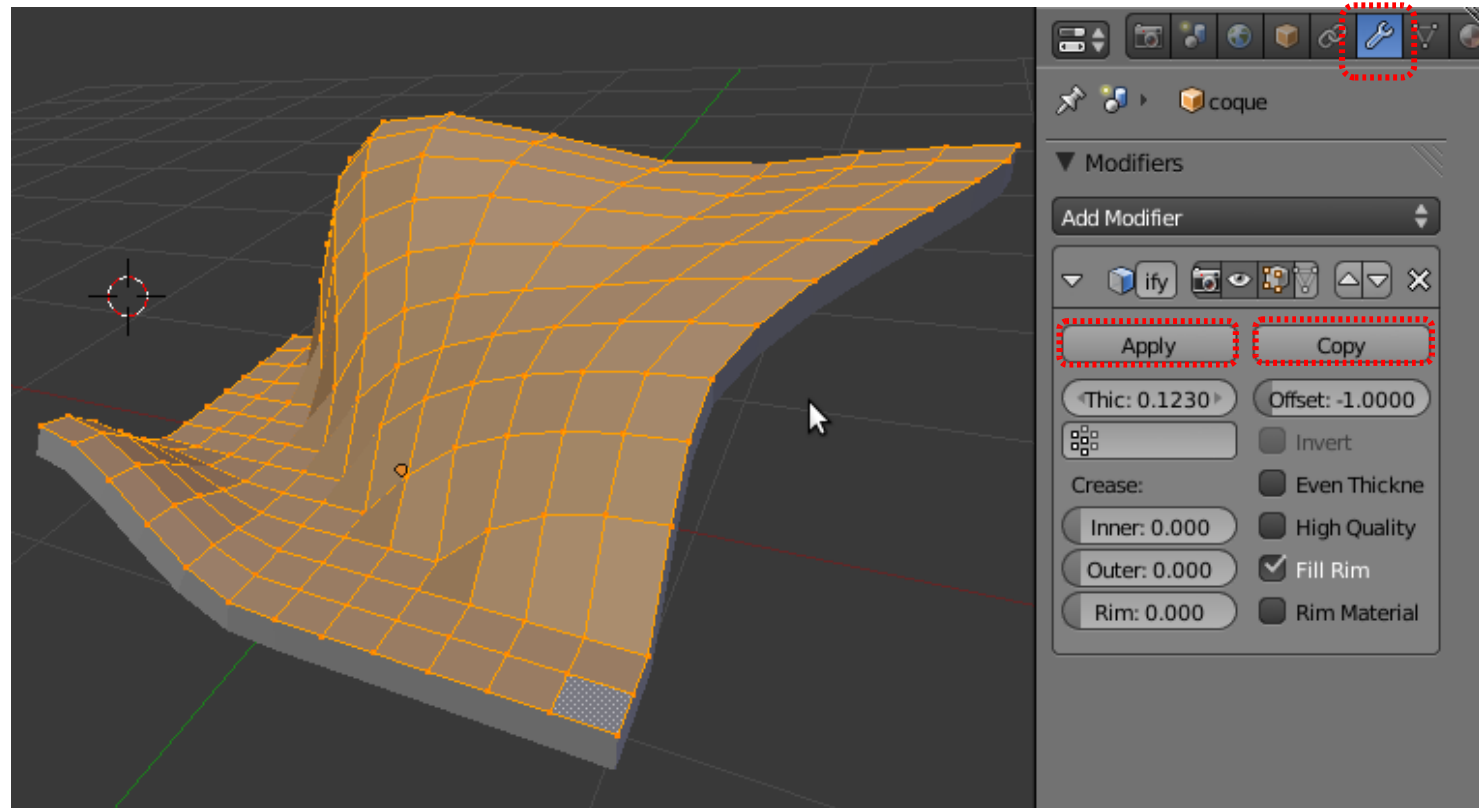 coque
Modifiers
Add Modifier
ify
Apply Copy
Thic: 0.1230 Offset: -1.0000
Invert
Crease: Even Thickne
Inner: 0.000 High Quality
Outer: 0.000 Fill Rim
Rim: 0.000 Rim Material